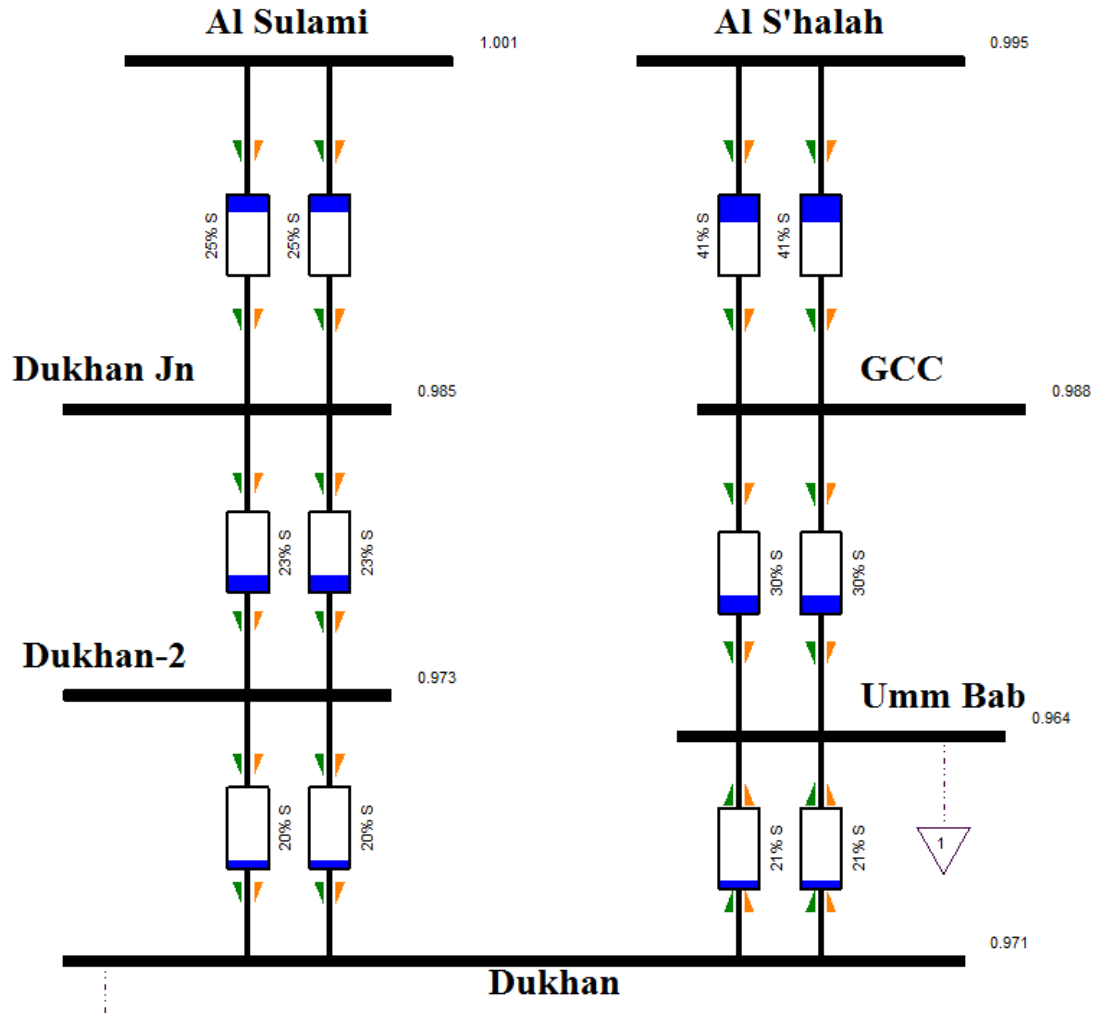 Al Sulami
Al S'halah
1.001
0.995
25% S
25% S
41% S
41% S
Dukhan Jn
GCC
0.985
0.988
23% S
23% S
30% S
30% S
Dukhan-2
0.973
Umm Bab
0.964
20% S
20% S
21% S
21% S
1
0.971
Dukhan